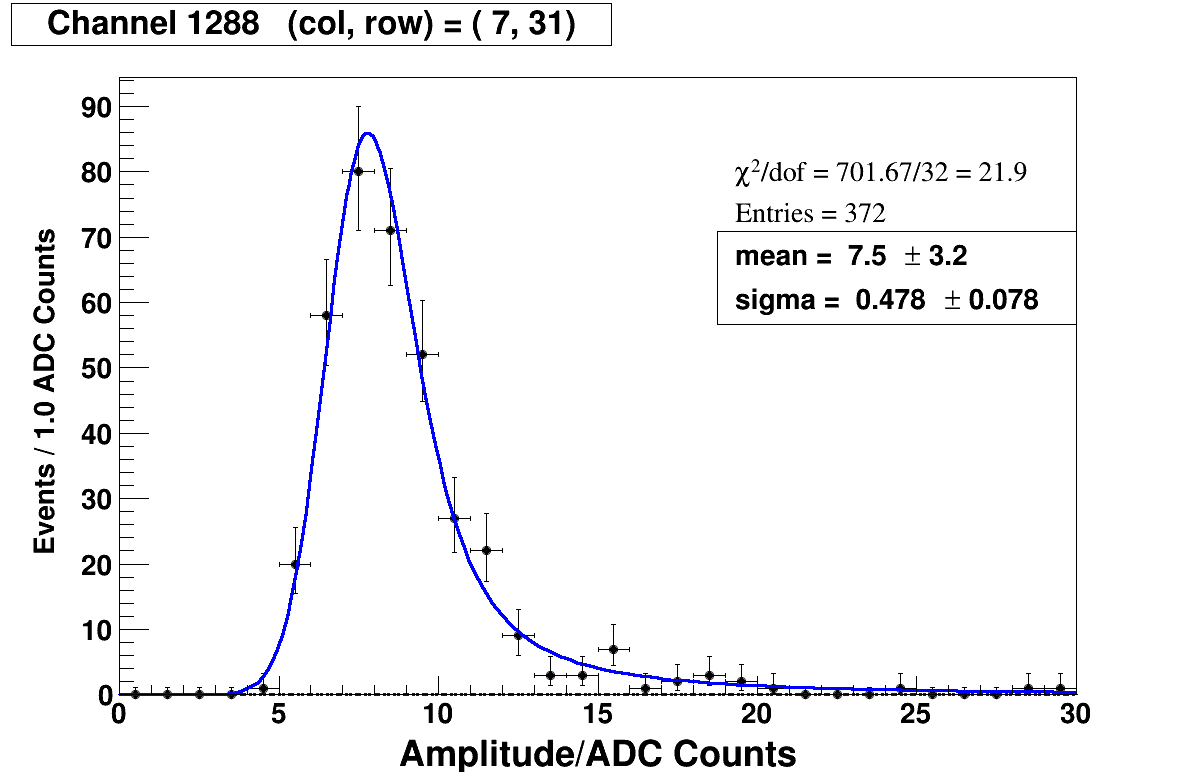 Channel 1288 (col, row) = ( 7, 31)
90
80
70
60
50
40
30
20
10
0
Events / 1.0 ADC Counts
χ²/dof = 701.67/32 = 21.9
Entries = 372
mean = 7.5 ± 3.2
sigma = 0.478 ± 0.078
0 5 10 15 20 25 30
Amplitude/ADC Counts